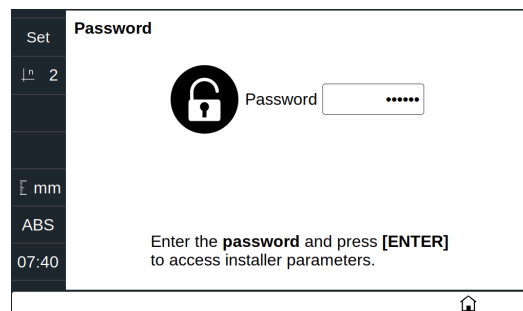 Set
Password
n 2
Password ••••••
mm
ABS
Enter the password and press [ENTER]
07:40
to access installer parameters.